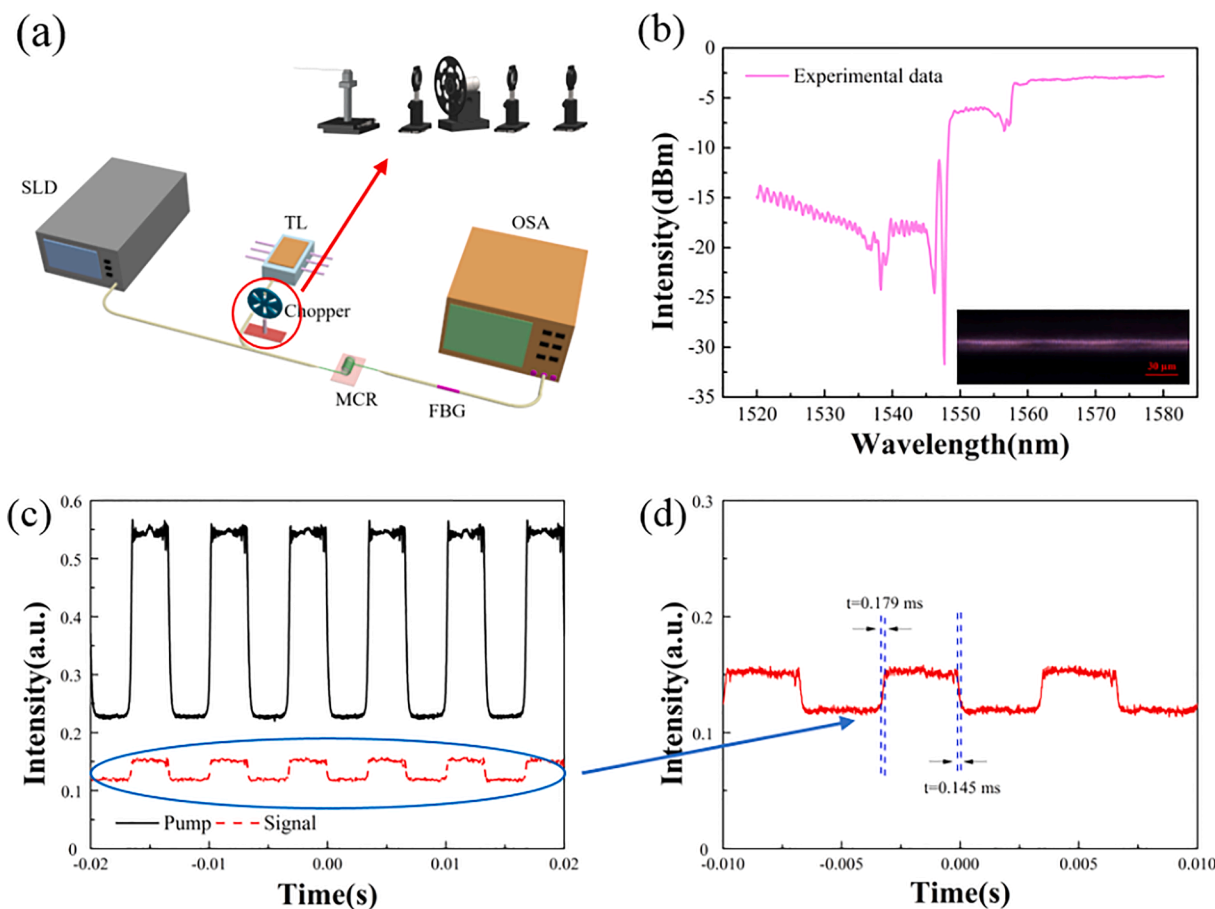 (a)
SLD
TL
Chopper
OSA
MCR
FBG
(b)
Experimental data
Intensity(dBm)
0
-5
-10
-15
-20
-25
-30
-35
30 μm
1520 1530 1540 1550 1560 1570 1580
Wavelength(nm)
(c)
Intensity(a.u.)
0.6
0.5
0.4
0.3
0.2
0.1
0
Pump Signal
-0.02 -0.01 0.00 0.01 0.02
Time(s)
(d)
Intensity(a.u.)
0.3
0.2
0.1
0
t=0.179 ms
t=0.145 ms
-0.010 -0.005 0.000 0.005 0.010
Time(s)